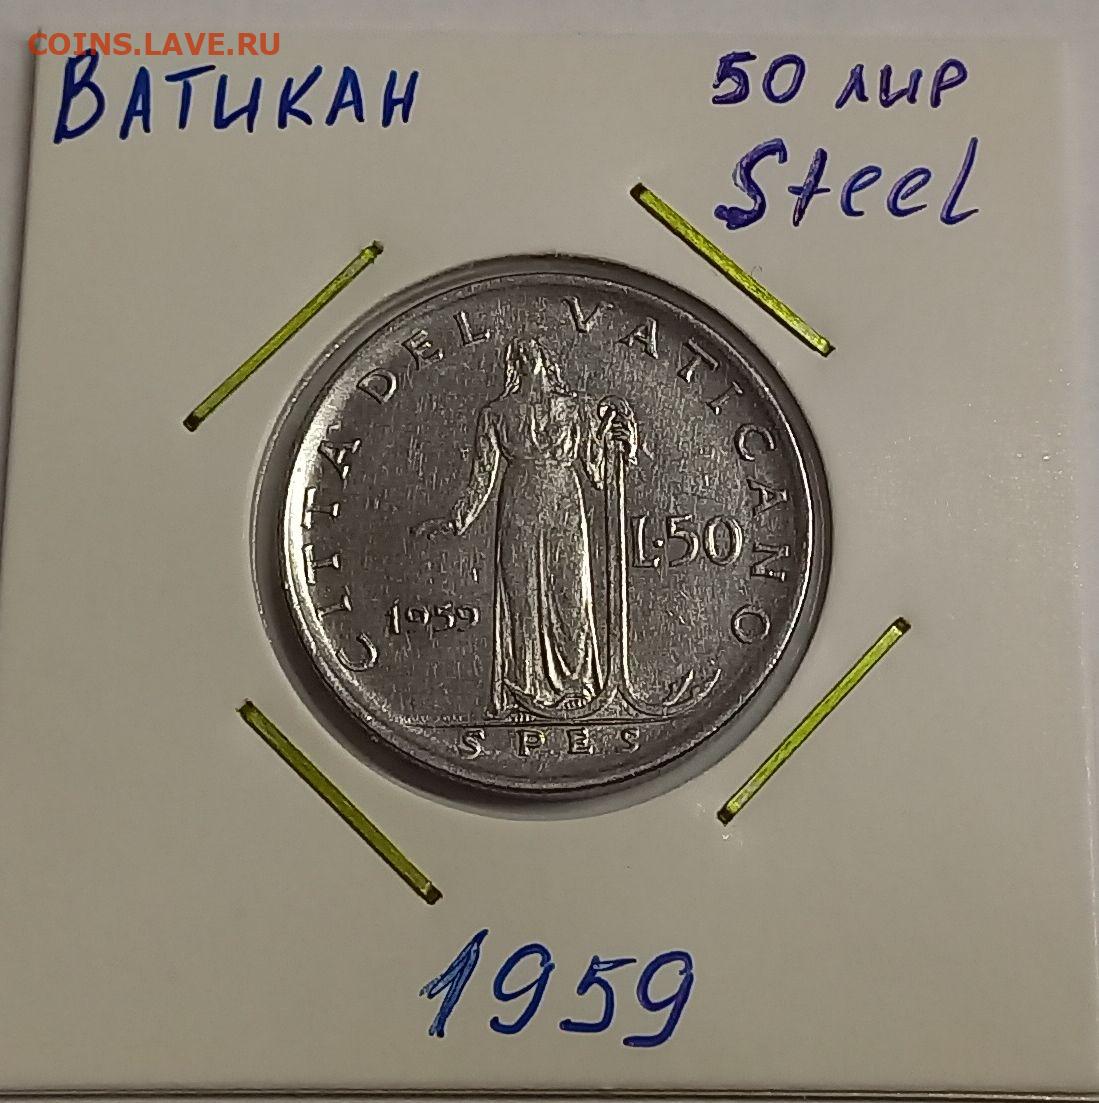 COINS.LAVE.RU
Ватикан
50 лир
Steel
CITTA DEL VATICANO
L.50
1959
SPES
1959